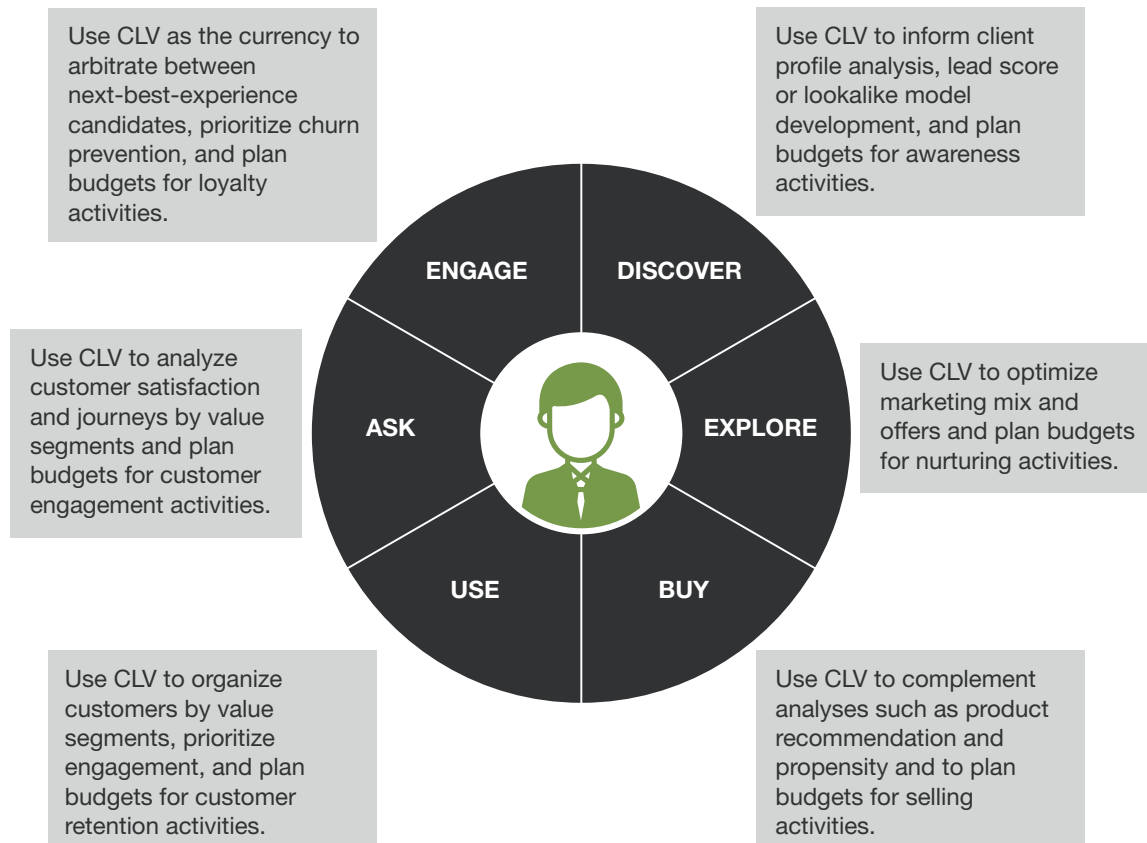 Use CLV as the currency to
arbitrate between
next-best-experience
candidates, prioritize churn
prevention, and plan
budgets for loyalty
activities.
Use CLV to inform client
profile analysis, lead score
or lookalike model
development, and plan
budgets for awareness
activities.
ENGAGE
DISCOVER
Use CLV to analyze
customer satisfaction
and journeys by value
segments and plan
budgets for customer
engagement activities.
ASK
EXPLORE
Use CLV to optimize
marketing mix and
offers and plan budgets
for nurturing activities.
USE
BUY
Use CLV to organize
customers by value
segments, prioritize
engagement, and plan
budgets for customer
retention activities.
Use CLV to complement
analyses such as product
recommendation and
propensity and to plan
budgets for selling
activities.